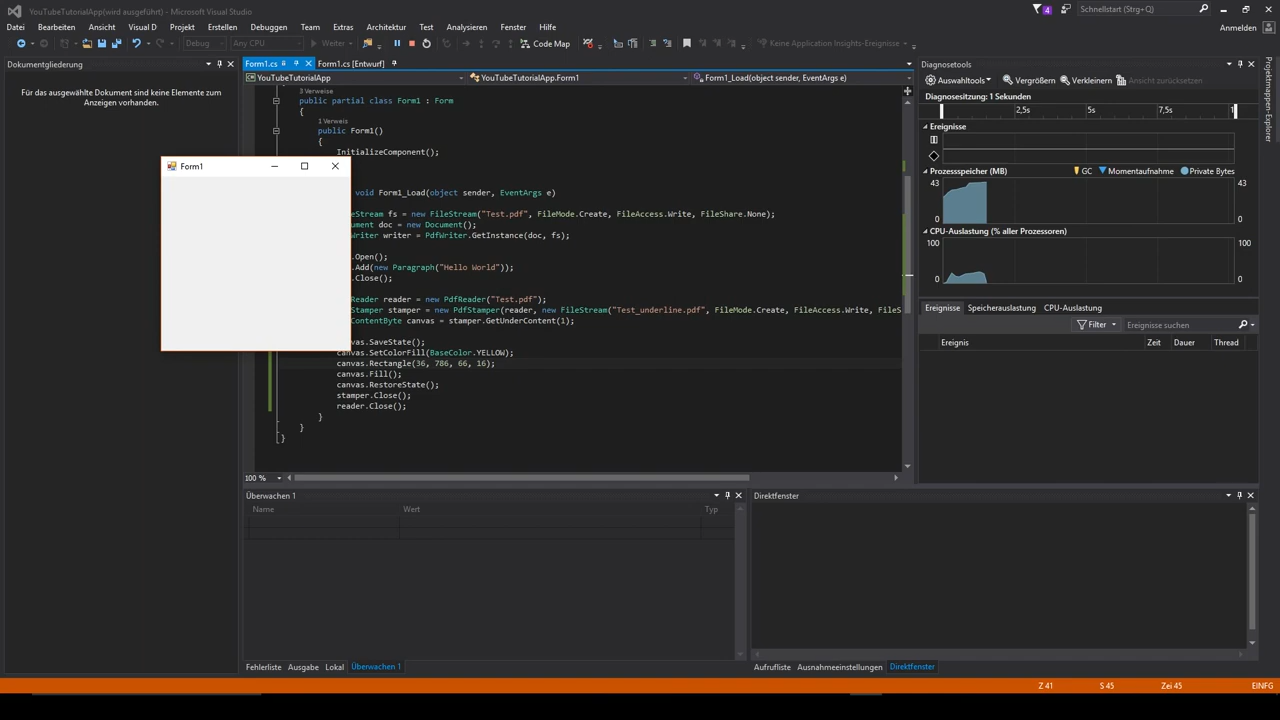 YouTubeTutorialApp(wird ausgeführt) - Microsoft Visual Studio
4
Schnellstart (Strg+Q)
Datei Bearbeiten Ansicht Visual D Projekt Erstellen Debuggen Team Extras Architektur Test Analysieren Fenster Hilfe
Anmelden
Debug Any CPU Weiter Code Map Keine Application Insights-Ereignisse
Dokumentgliederung
Form1.cs Form1.cs [Entwurf]
Diagnosetools
YouTubeTutorialApp YouTubeTutorialApp.Form1 Form1_Load(object sender, EventArgs e)
Projektmappen-Explorer
Auswahltools Vergrößern Verkleinern Ansicht zurücksetzen
Für das ausgewählte Dokument sind keine Elemente zum
Anzeigen vorhanden.
3 Verweise
public partial class Form1 : Form
{
1 Verweis
public Form1()
{
InitializeComponent();
Form1
void Form1_Load(object sender, EventArgs e)
eStream fs = new FileStream("Test.pdf", FileMode.Create, FileAccess.Write, FileShare.None);
ument doc = new Document();
Writer writer = PdfWriter.GetInstance(doc, fs);
.Open();
.Add(new Paragraph("Hello World"));
.Close();
Reader reader = new PdfReader("Test.pdf");
Stamper stamper = new PdfStamper(reader, new FileStream("Test_underline.pdf", FileMode.Create, FileAccess.Write, FileS
ContentByte canvas = stamper.GetUnderContent(1);
vas.SaveState();
canvas.SetColorFill(BaseColor.YELLOW);
canvas.Rectangle(36, 786, 66, 16);
canvas.Fill();
canvas.RestoreState();
stamper.Close();
reader.Close();
}
}
}
100 %
Diagnosesitzung: 1 Sekunden
2,5s 5s 7,5s 1
Ereignisse
Prozessspeicher (MB) GC Momentaufnahme Private Bytes
43 43
0 0
CPU-Auslastung (% aller Prozessoren)
100 100
0 0
Ereignisse Speicherauslastung CPU-Auslastung
Filter Ereignisse suchen
Ereignis Zeit Dauer Thread
Überwachen 1
Name Wert Typ
Direktfenster
Fehlerliste Ausgabe Lokal Überwachen 1
Aufrufliste Ausnahmeeinstellungen Direktfenster
Z 41 S 45 Zei 45 EINFG